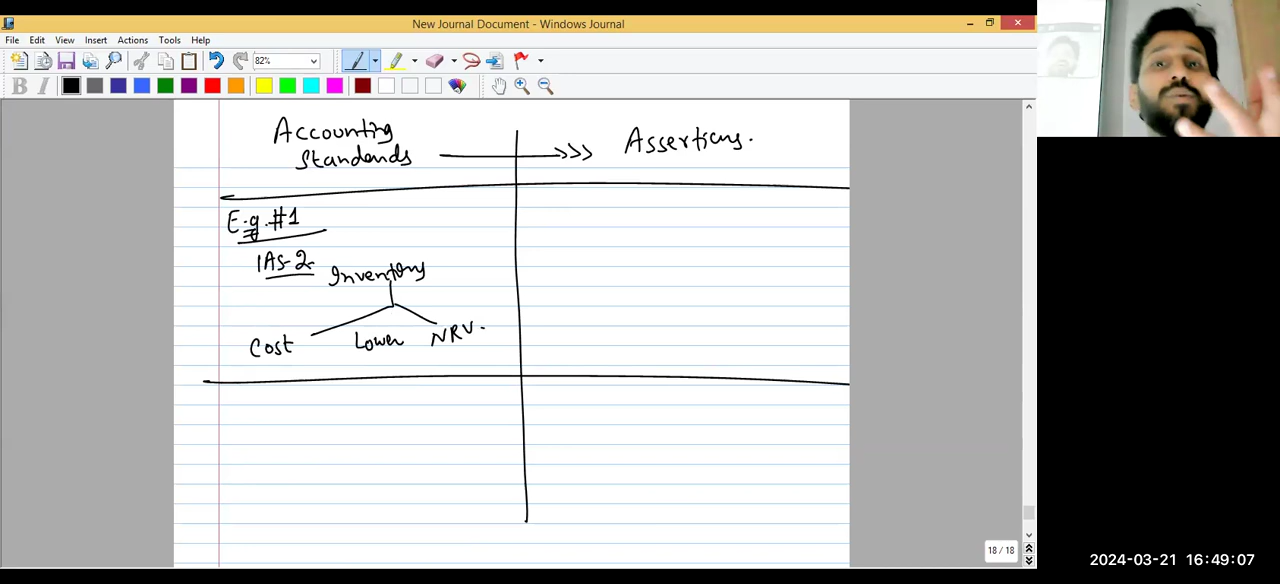 New Journal Document - Windows Journal
File Edit View Insert Actions Tools Help
82%
B I
Accounting
Standards
>>> Assertions.
E.g. #1
IAS-2 Inventory
Cost Lower NRV.
18 / 18
2024-03-21 16:49:07